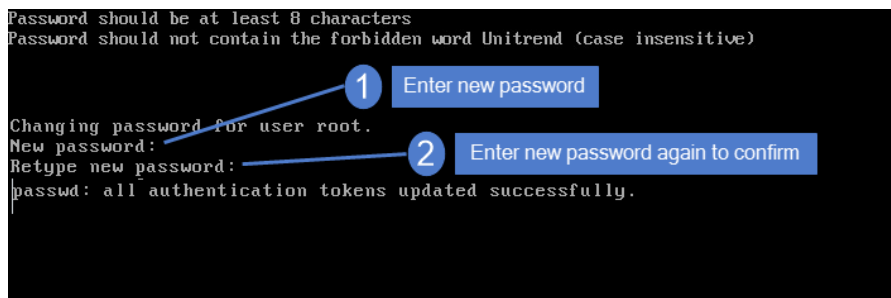 Password should be at least 8 characters
Password should not contain the forbidden word Unitrend (case insensitive)
1 Enter new password
Changing password for user root.
New password:
2 Enter new password again to confirm
Retype new password:
passwd: all authentication tokens updated successfully.